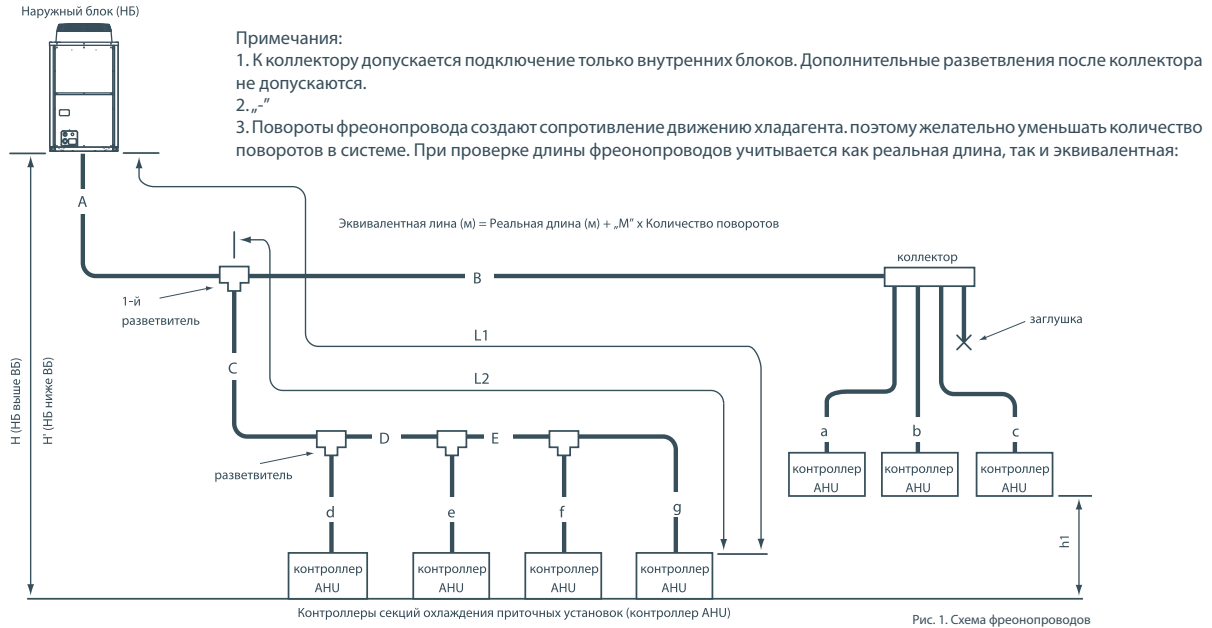 Наружный блок (НБ)
Примечания:
1. К коллектору допускается подключение только внутренних блоков. Дополнительные разветвления после коллектора
не допускаются.
2. „-”
3. Повороты фреонопровода создают сопротивление движению хладагента. поэтому желательно уменьшать количество
поворотов в системе. При проверке длины фреонопроводов учитывается как реальная длина, так и эквивалентная:
A
Эквивалентная лина (м) = Реальная длина (м) + „М” х Количество поворотов
коллектор
B
1-й
разветвитель
заглушка
L1
C
L2
H (НБ выше ВБ)
H' (НБ ниже ВБ)
D
E
a
b
c
разветвитель
контроллер
AHU
контроллер
AHU
контроллер
AHU
d
e
f
g
h1
контроллер
AHU
контроллер
AHU
контроллер
AHU
контроллер
AHU
Контроллеры секций охлаждения приточных установок (контроллер AHU)
Рис. 1. Схема фреонопроводов